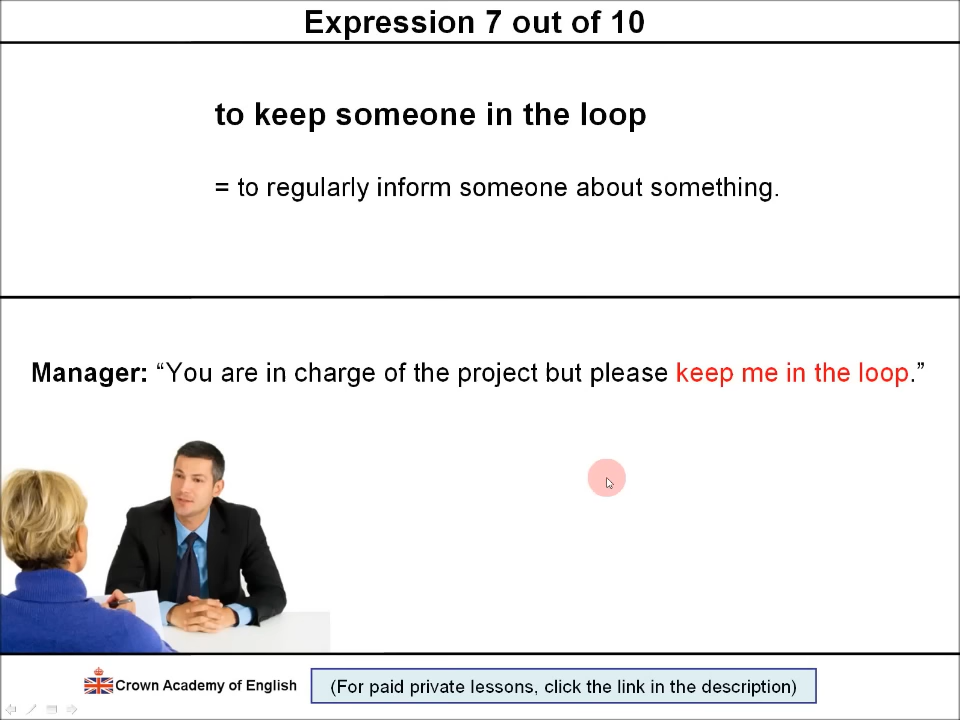 Expression 7 out of 10
to keep someone in the loop
= to regularly inform someone about something.
Manager: “You are in charge of the project but please keep me in the loop.”
Crown Academy of English
(For paid private lessons, click the link in the description)